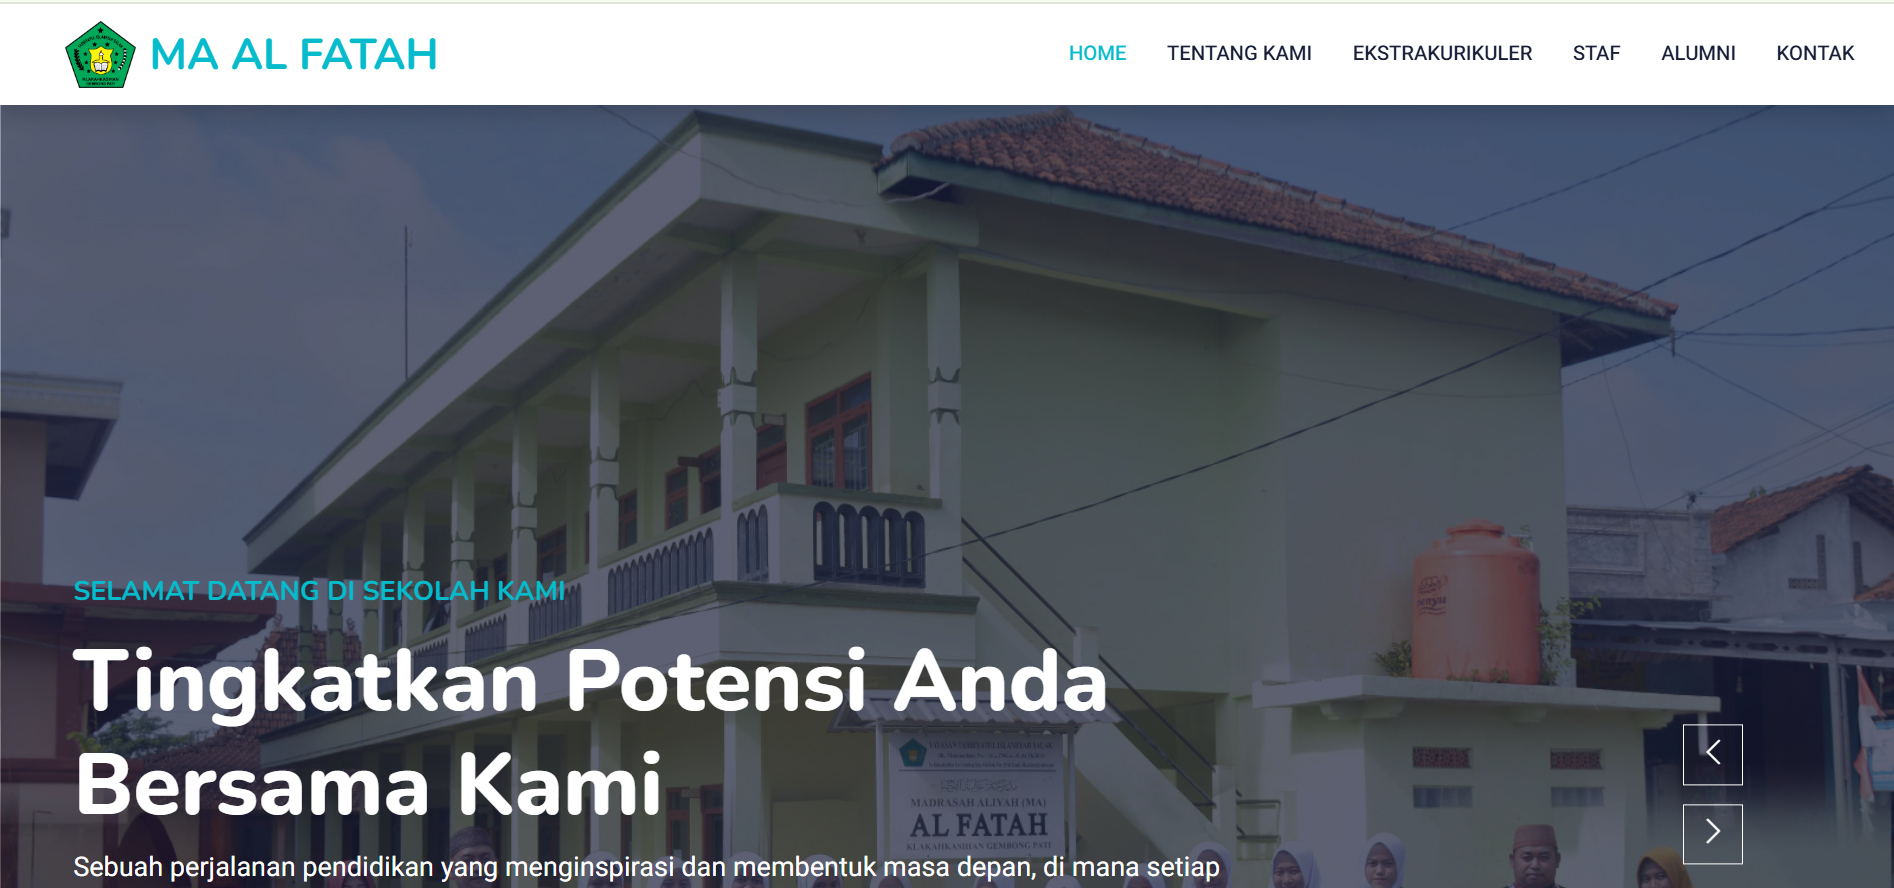 MA AL FATAH
HOME TENTANG KAMI EKSTRAKURIKULER STAF ALUMNI KONTAK
SELAMAT DATANG DI SEKOLAH KAMI
Tingkatkan Potensi Anda
Bersama Kami
MADRASAH ALIYAH (MA)
AL FATAH
KLAKAHKASIHAN GEMBONG PATI
Sebuah perjalanan pendidikan yang menginspirasi dan membentuk masa depan, di mana setiap